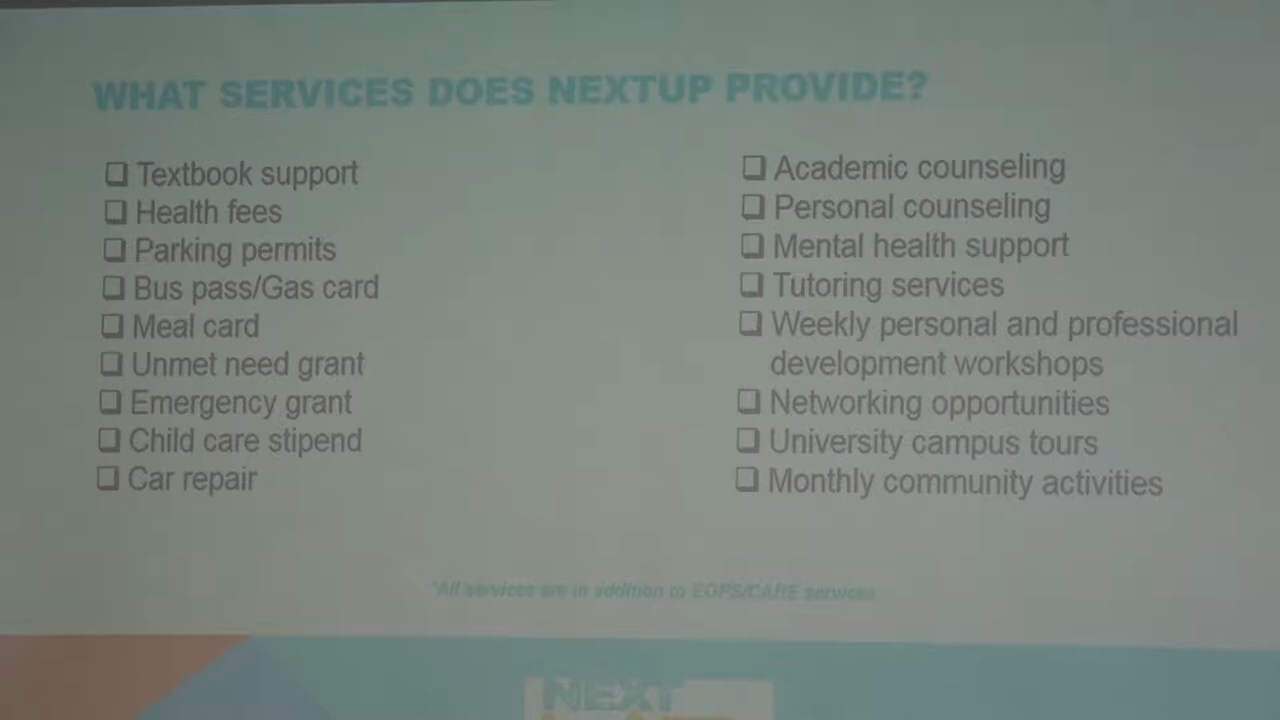 WHAT SERVICES DOES NEXTUP PROVIDE?
Textbook support
Health fees
Parking permits
Bus pass/Gas card
Meal card
Unmet need grant
Emergency grant
Child care stipend
Car repair
Academic counseling
Personal counseling
Mental health support
Tutoring services
Weekly personal and professional
development workshops
Networking opportunities
University campus tours
Monthly community activities
*All services are in addition to EOPS/CARE services
NEXT